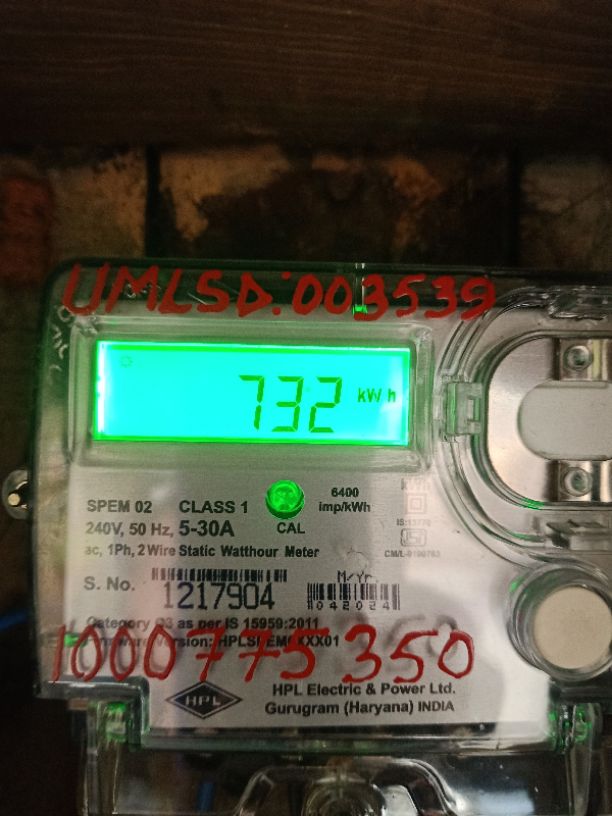 UMLSD:003539
732 kWh
SPEM 02 CLASS 1
6400 imp/kWh
240V, 50 Hz, 5-30A
CAL
ac, 1Ph, 2 Wire Static Watthour Meter
S. No. 1217904
M/Yr.
042024
Category D3 as per IS 15959:2011
1000775350
HPL
HPL Electric & Power Ltd.
Gurugram (Haryana) INDIA